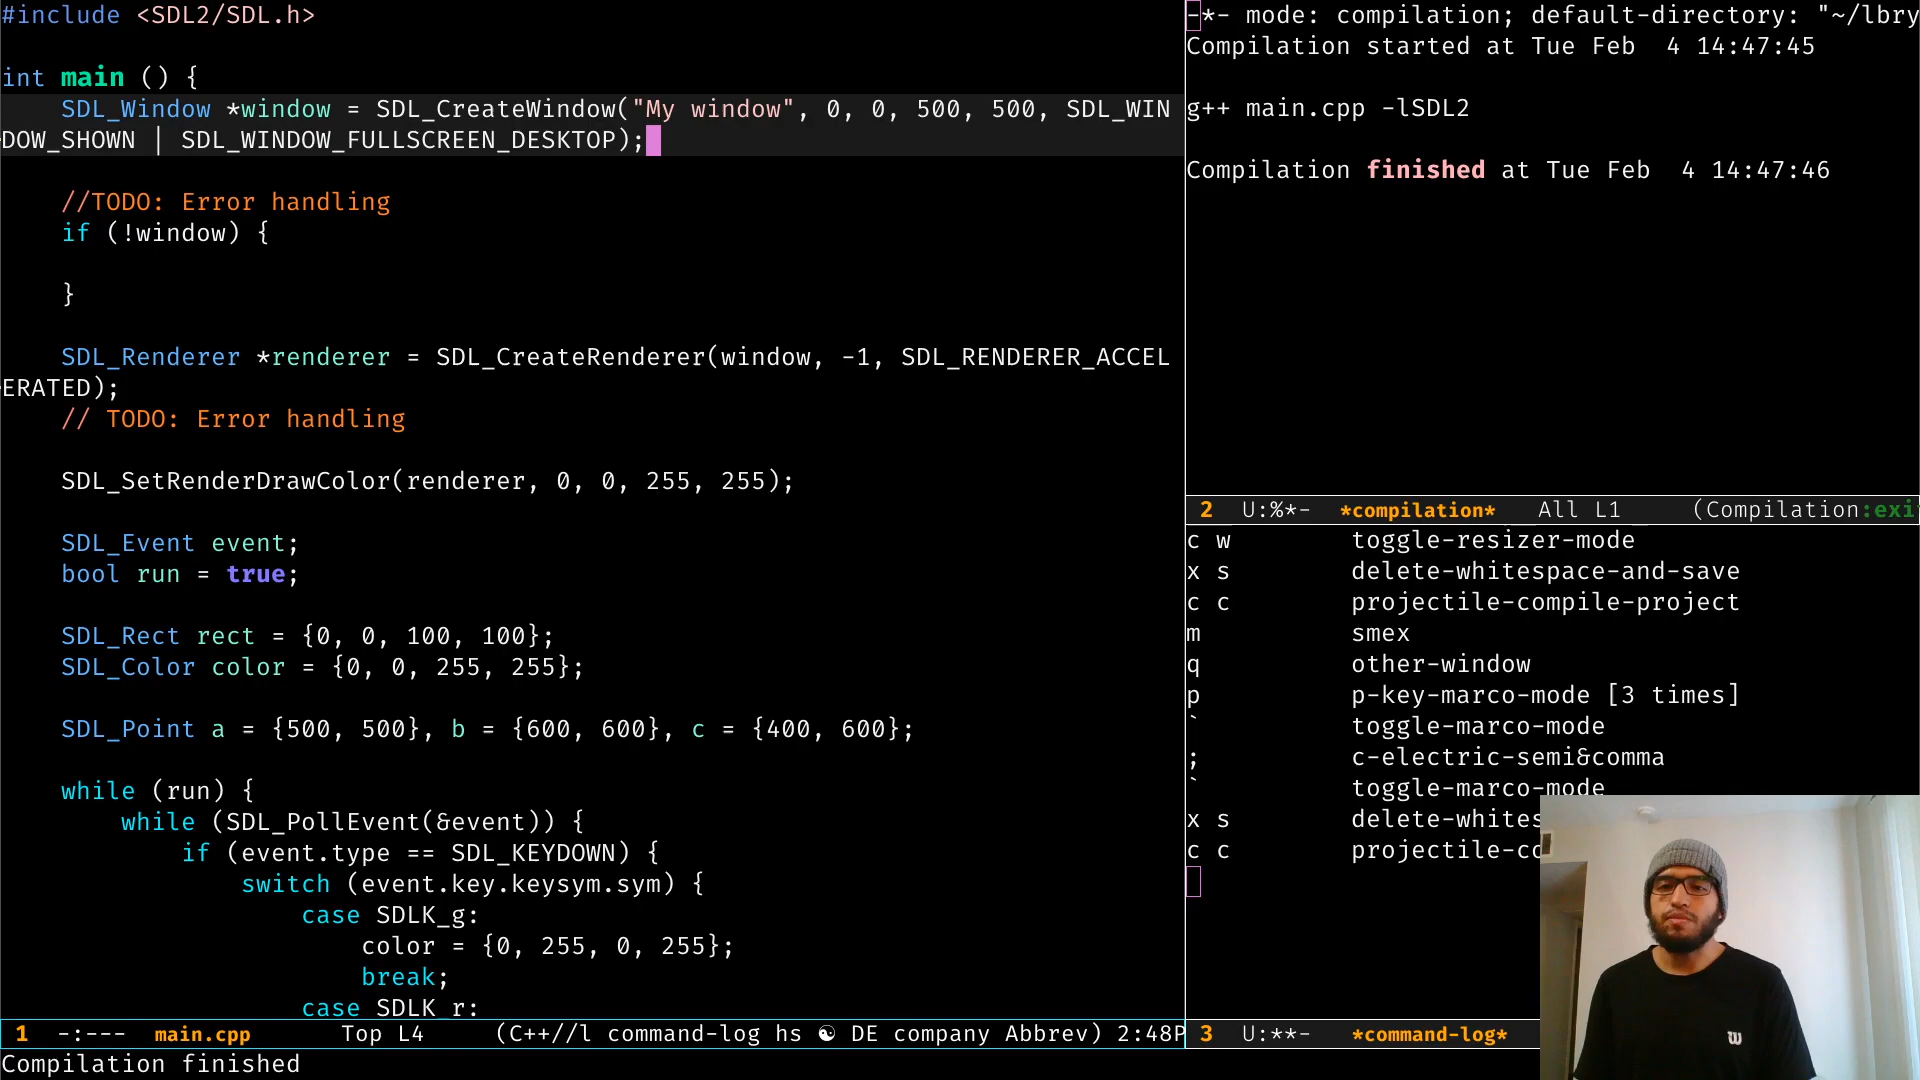 #include <SDL2/SDL.h>
int main () {
SDL_Window *window = SDL_CreateWindow("My window", 0, 0, 500, 500, SDL_WIN
DOW_SHOWN | SDL_WINDOW_FULLSCREEN_DESKTOP);
//TODO: Error handling
if (!window) {
}
SDL_Renderer *renderer = SDL_CreateRenderer(window, -1, SDL_RENDERER_ACCEL
ERATED);
// TODO: Error handling
SDL_SetRenderDrawColor(renderer, 0, 0, 255, 255);
SDL_Event event;
bool run = true;
SDL_Rect rect = {0, 0, 100, 100};
SDL_Color color = {0, 0, 255, 255};
SDL_Point a = {500, 500}, b = {600, 600}, c = {400, 600};
while (run) {
while (SDL_PollEvent(&event)) {
if (event.type == SDL_KEYDOWN) {
switch (event.key.keysym.sym) {
case SDLK_g:
color = {0, 255, 0, 255};
break;
case SDLK_r:
1 -:--- main.cpp Top L4 (C++//l command-log hs ☯ DE company Abbrev) 2:48P
Compilation finished
-*- mode: compilation; default-directory: "~/lbry
Compilation started at Tue Feb  4 14:47:45
g++ main.cpp -lSDL2
Compilation finished at Tue Feb  4 14:47:46
2 U:%*- *compilation* All L1 (Compilation:exi
c w toggle-resizer-mode
x s delete-whitespace-and-save
c c projectile-compile-project
m smex
q other-window
p p-key-marco-mode [3 times]
` toggle-marco-mode
; c-electric-semi&comma
` toggle-marco-mode
x s delete-whites
c c projectile-co
3 U:**- *command-log*